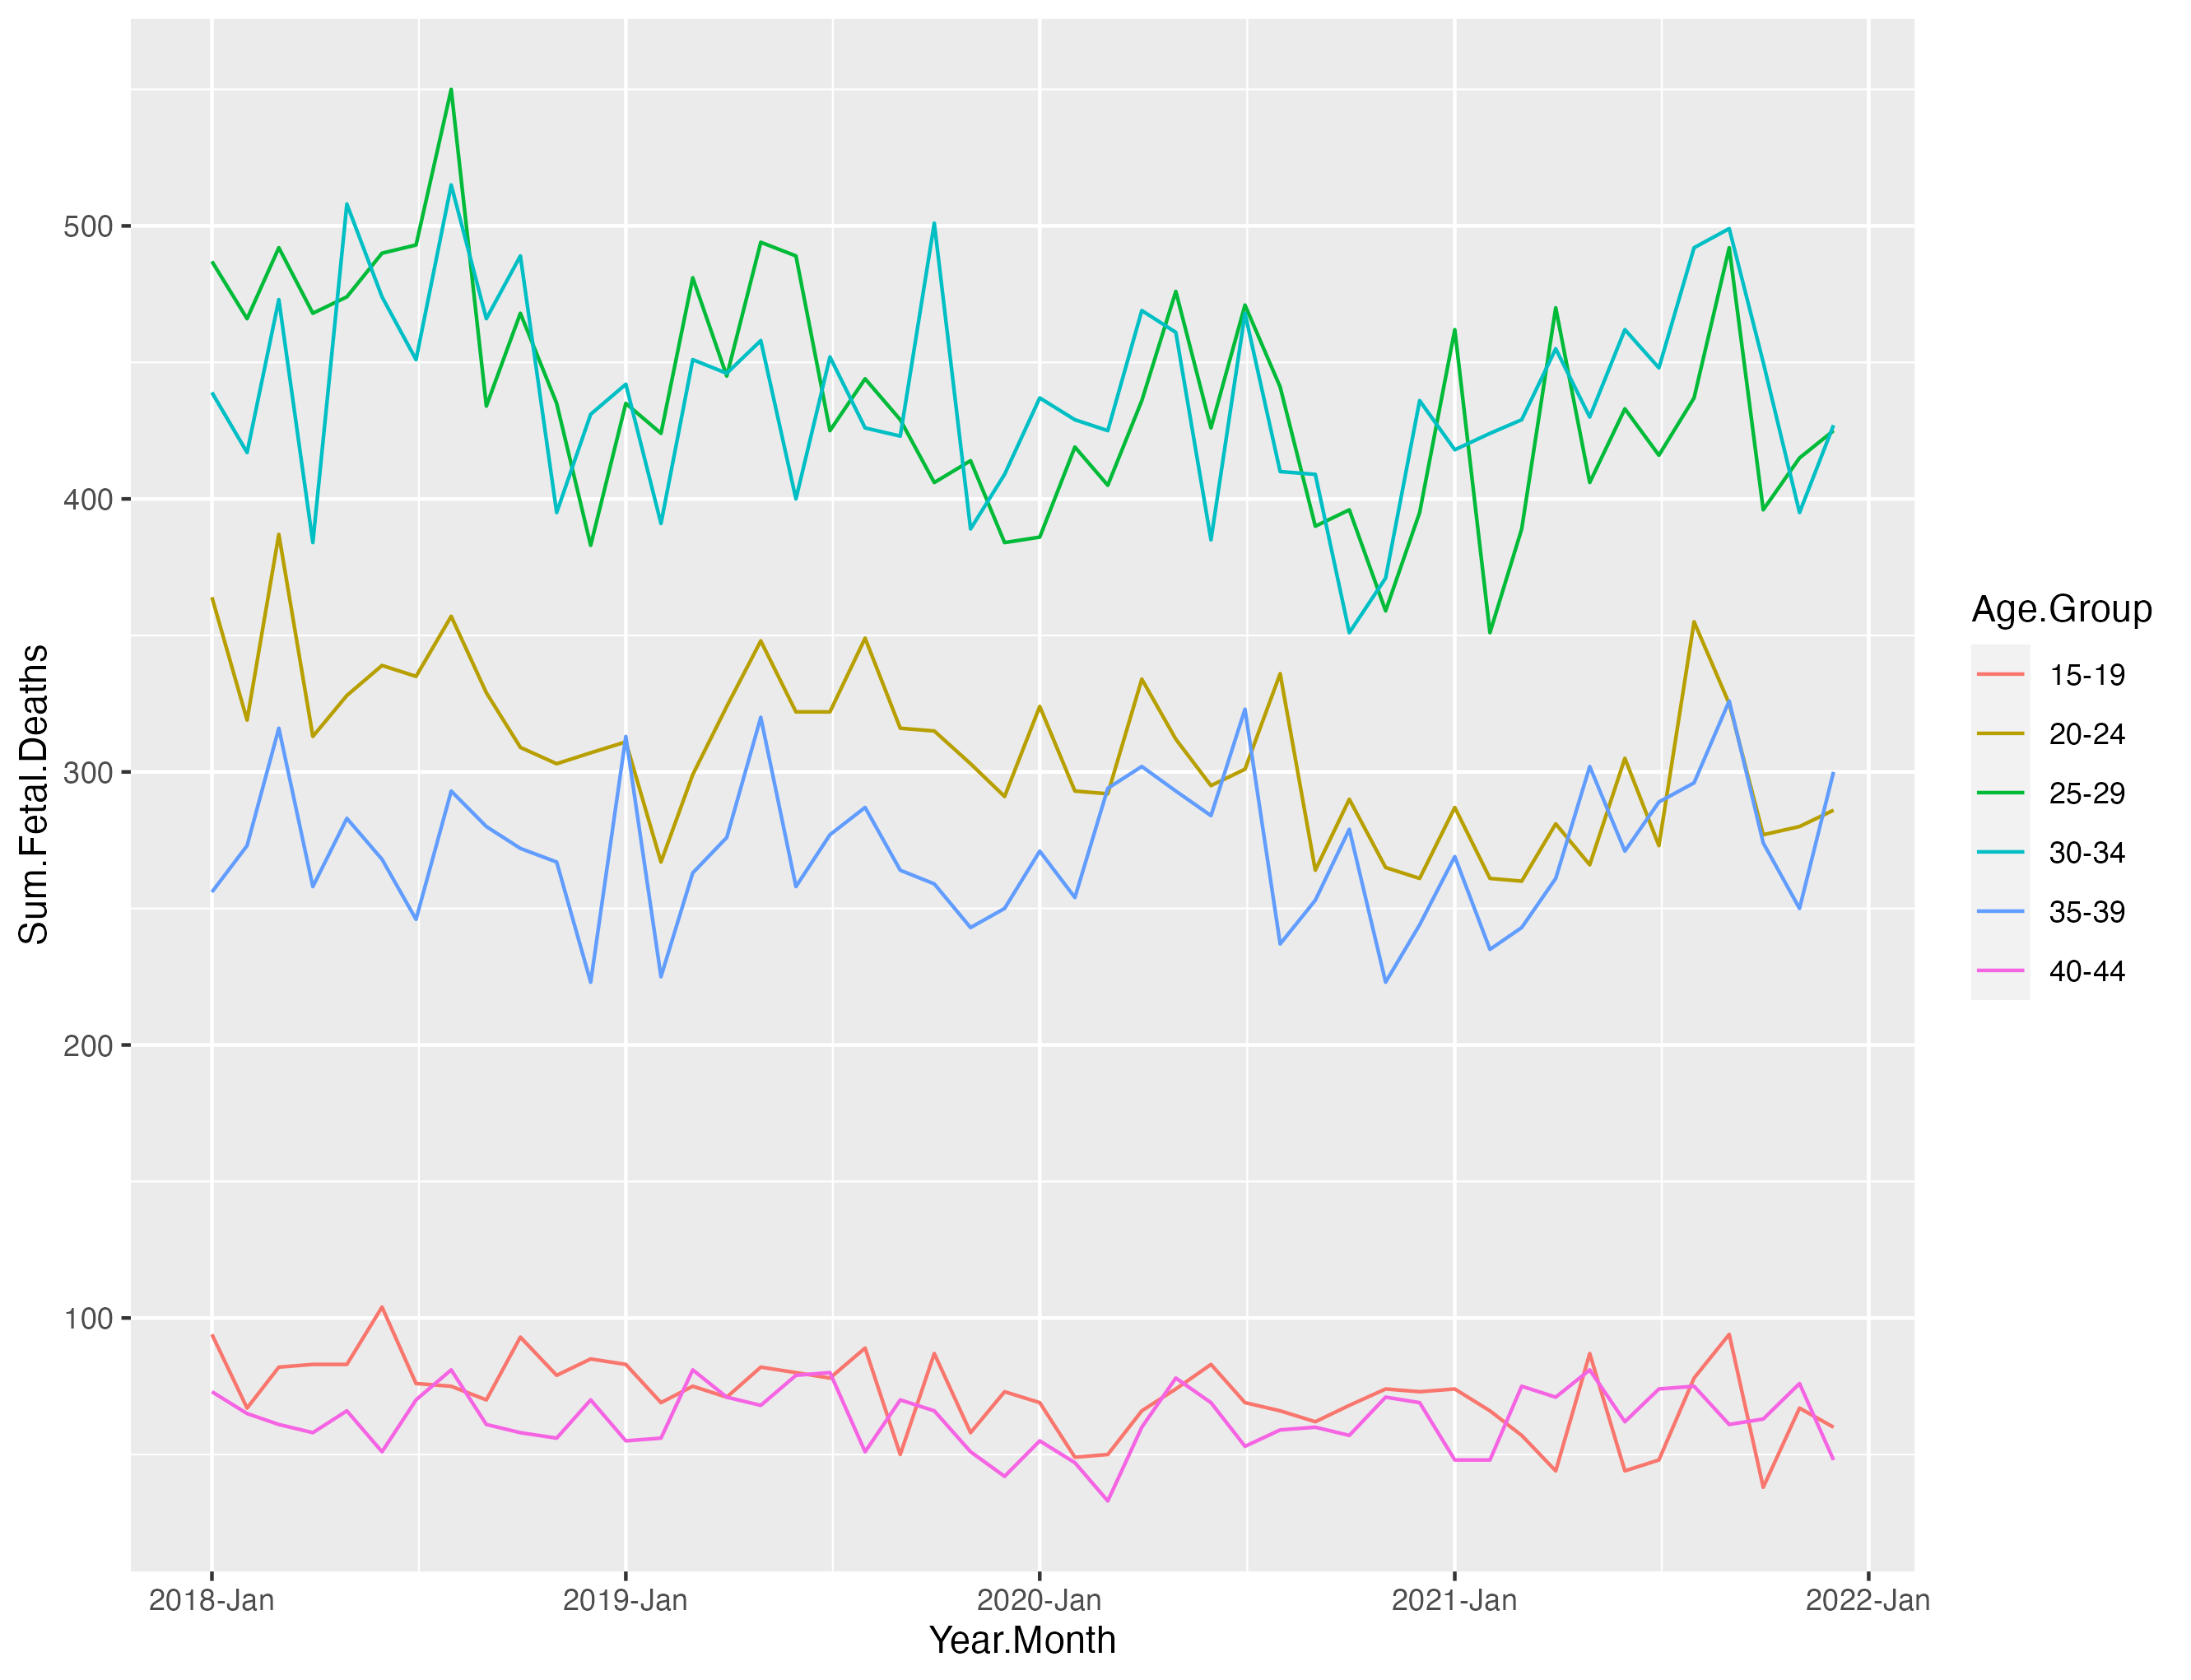 Sum.Fetal.Deaths
500
400
300
200
100
2018-Jan
2019-Jan
2020-Jan
2021-Jan
2022-Jan
Year.Month
Age.Group
15-19
20-24
25-29
30-34
35-39
40-44